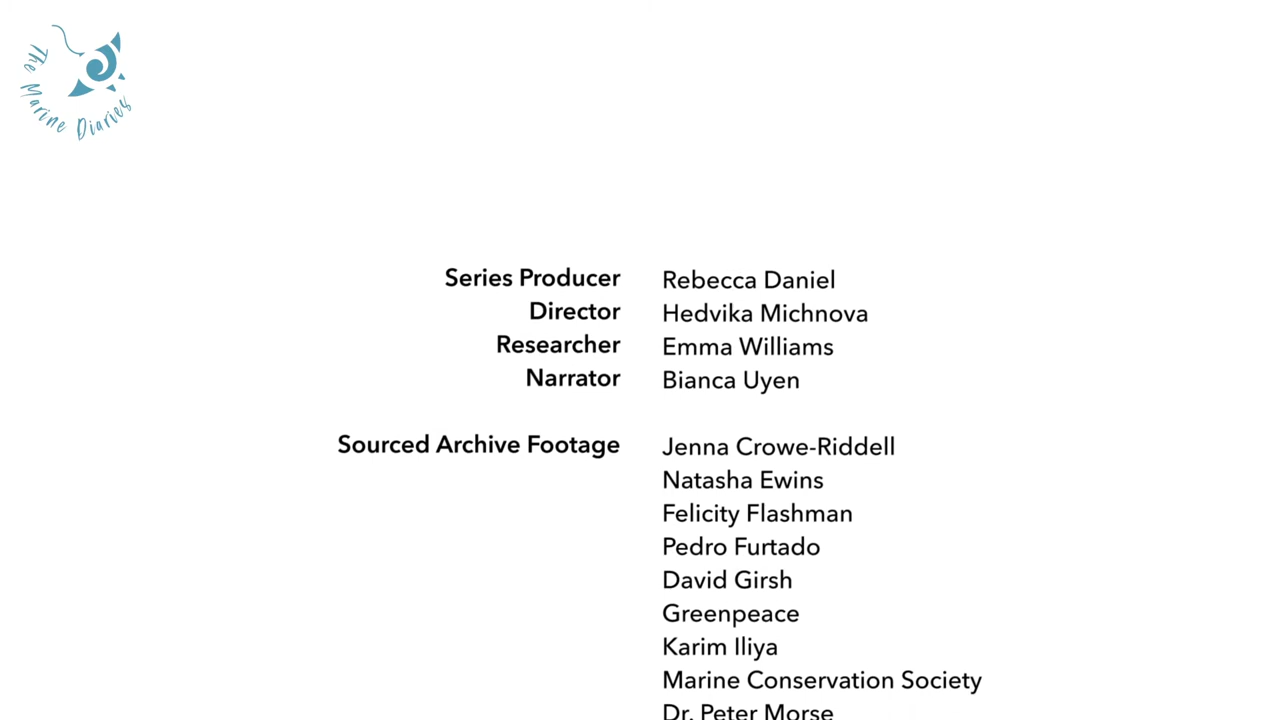 The Marine Diaries
Series Producer Rebecca Daniel
Director Hedvika Michnova
Researcher Emma Williams
Narrator Bianca Uyen
Sourced Archive Footage Jenna Crowe-Riddell
Natasha Ewins
Felicity Flashman
Pedro Furtado
David Girsh
Greenpeace
Karim Iliya
Marine Conservation Society
Dr. Peter Morse